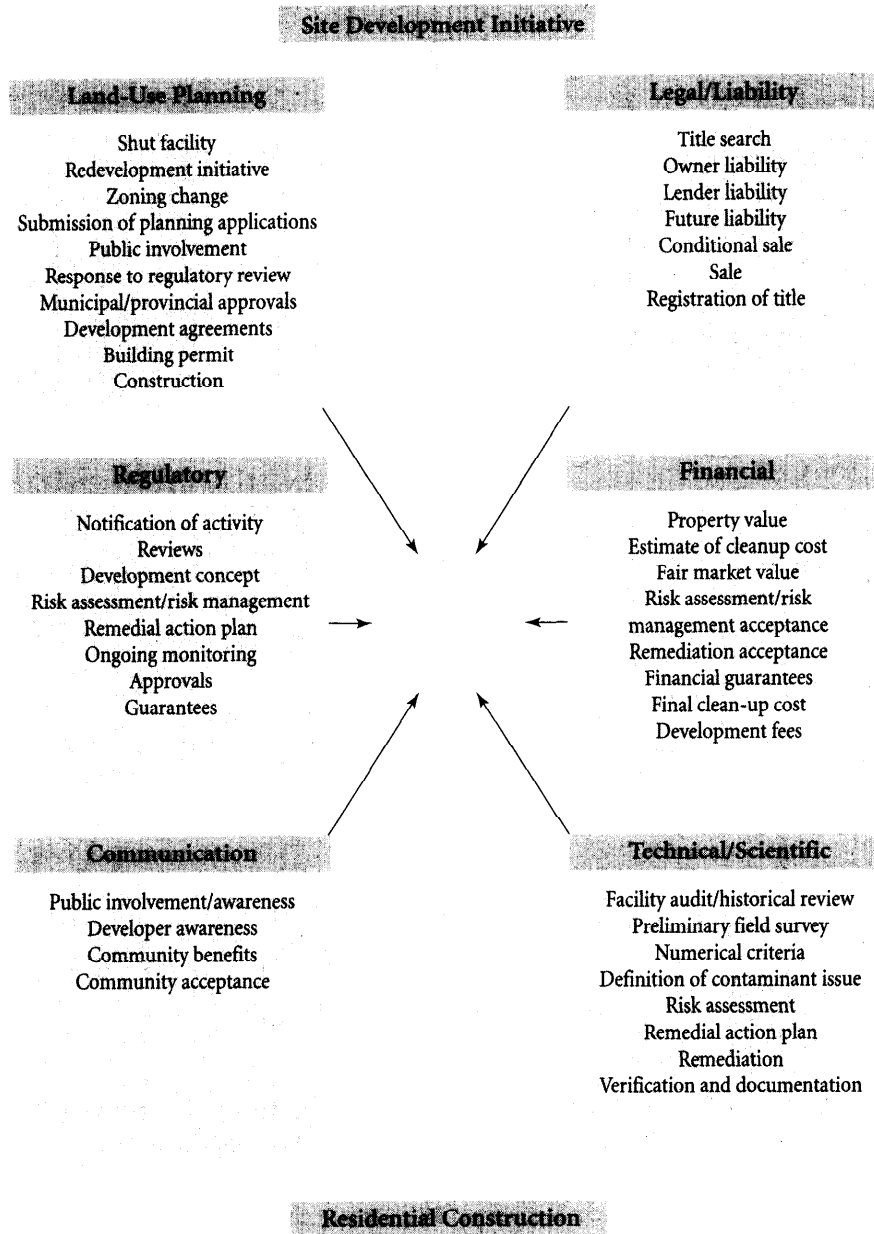 Site Development Initiative
Land-Use Planning
Shut facility
Redevelopment initiative
Zoning change
Submission of planning applications
Public involvement
Response to regulatory review
Municipal/provincial approvals
Development agreements
Building permit
Construction
Legal/Liability
Title search
Owner liability
Lender liability
Future liability
Conditional sale
Sale
Registration of title
Regulatory
Notification of activity
Reviews
Development concept
Risk assessment/risk management
Remedial action plan
Ongoing monitoring
Approvals
Guarantees
Financial
Property value
Estimate of cleanup cost
Fair market value
Risk assessment/risk
management acceptance
Remediation acceptance
Financial guarantees
Final clean-up cost
Development fees
Communication
Public involvement/awareness
Developer awareness
Community benefits
Community acceptance
Technical/Scientific
Facility audit/historical review
Preliminary field survey
Numerical criteria
Definition of contaminant issue
Risk assessment
Remedial action plan
Remediation
Verification and documentation
Residential Construction